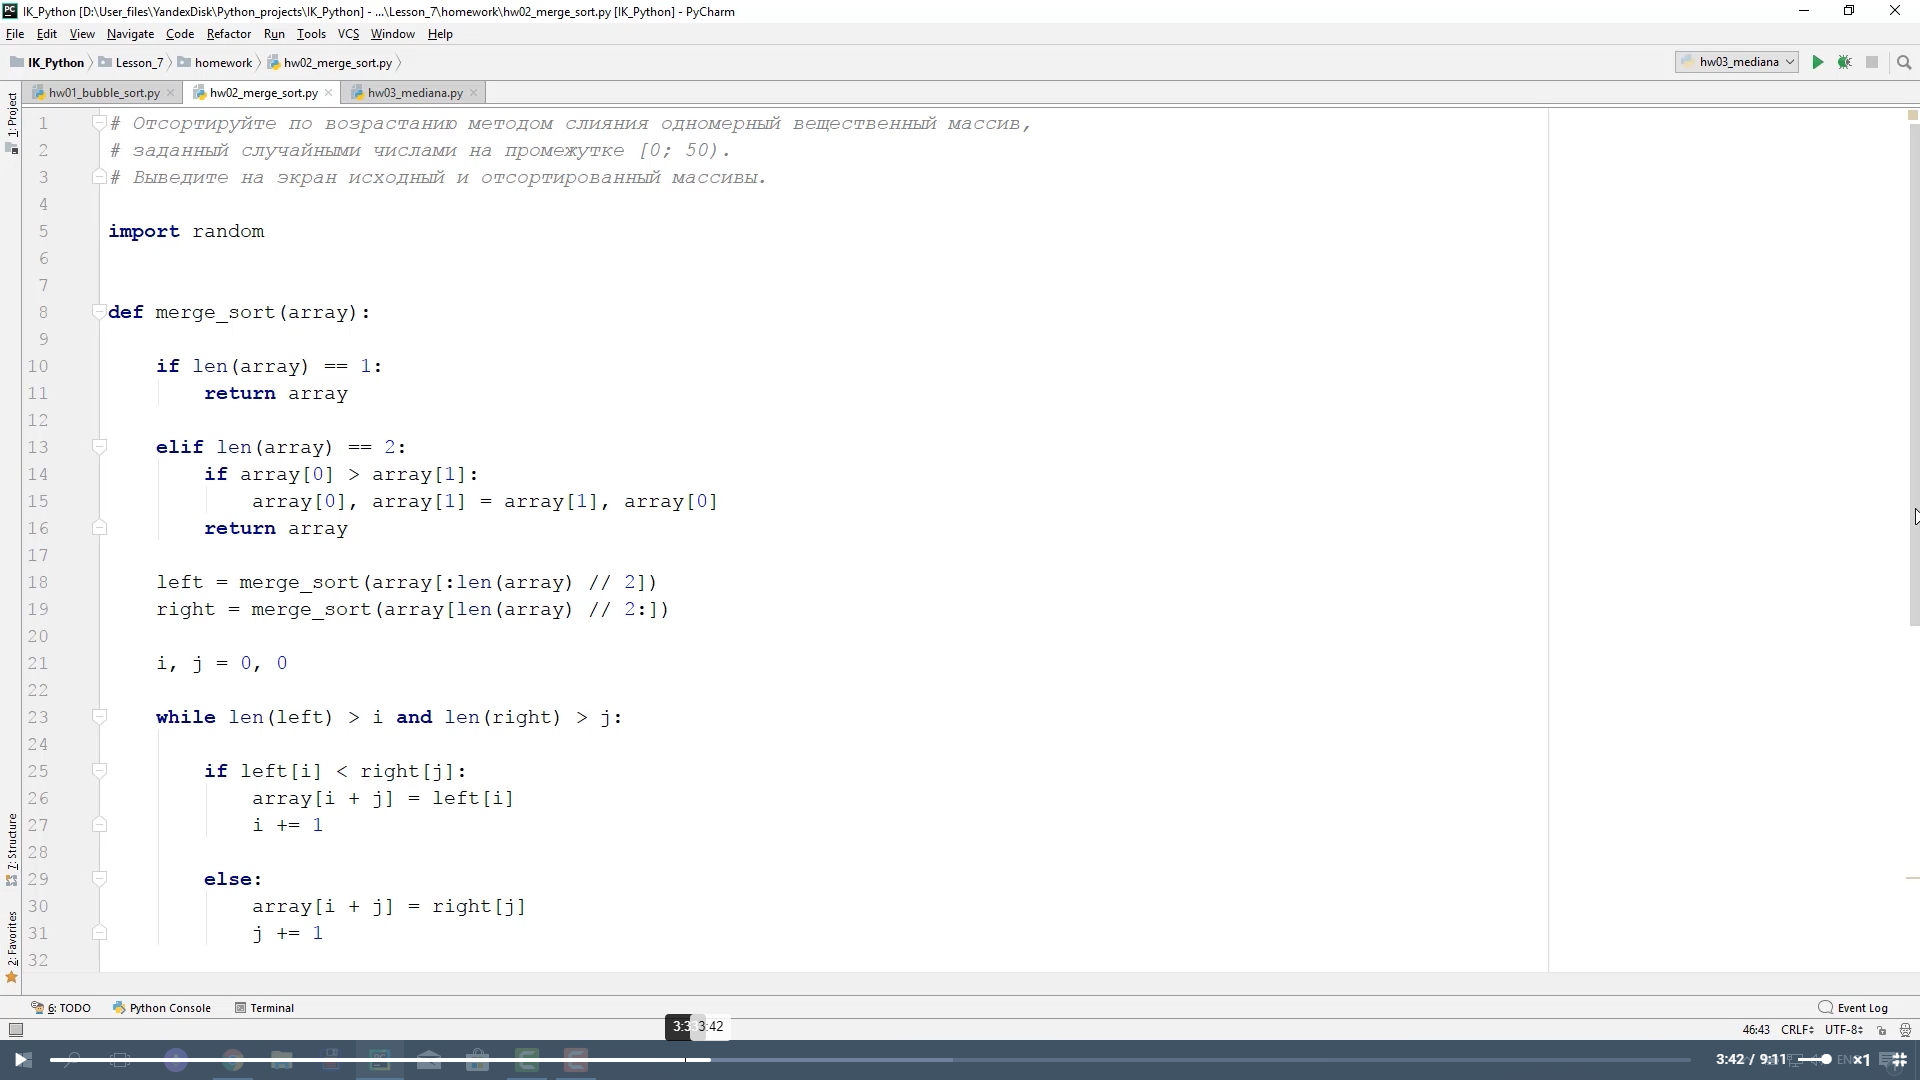 IK_Python [D:\User_files\YandexDisk\Python_projects\IK_Python] - ...\Lesson_7\homework\hw02_merge_sort.py [IK_Python] - PyCharm
File Edit View Navigate Code Refactor Run Tools VCS Window Help
IK_Python Lesson_7 homework hw02_merge_sort.py hw03_mediana
hw01_bubble_sort.py hw02_merge_sort.py hw03_mediana.py
1: Project
1 # Отсортируйте по возрастанию методом слияния одномерный вещественный массив,
2 # заданный случайными числами на промежутке [0; 50).
3 # Выведите на экран исходный и отсортированный массивы.
4
5 import random
6
7
8 def merge_sort(array):
9
10 if len(array) == 1:
11 return array
12
13 elif len(array) == 2:
14 if array[0] > array[1]:
15 array[0], array[1] = array[1], array[0]
16 return array
17
18 left = merge_sort(array[:len(array) // 2])
19 right = merge_sort(array[len(array) // 2:])
20
21 i, j = 0, 0
22
23 while len(left) > i and len(right) > j:
24
25 if left[i] < right[j]:
26 array[i + j] = left[i]
27 i += 1
28
29 else:
30 array[i + j] = right[j]
31 j += 1
32
7: Structure
2: Favorites
6: TODO Python Console Terminal Event Log
3:42
46:43 CRLF UTF-8
3:42 / 9:11 ×1